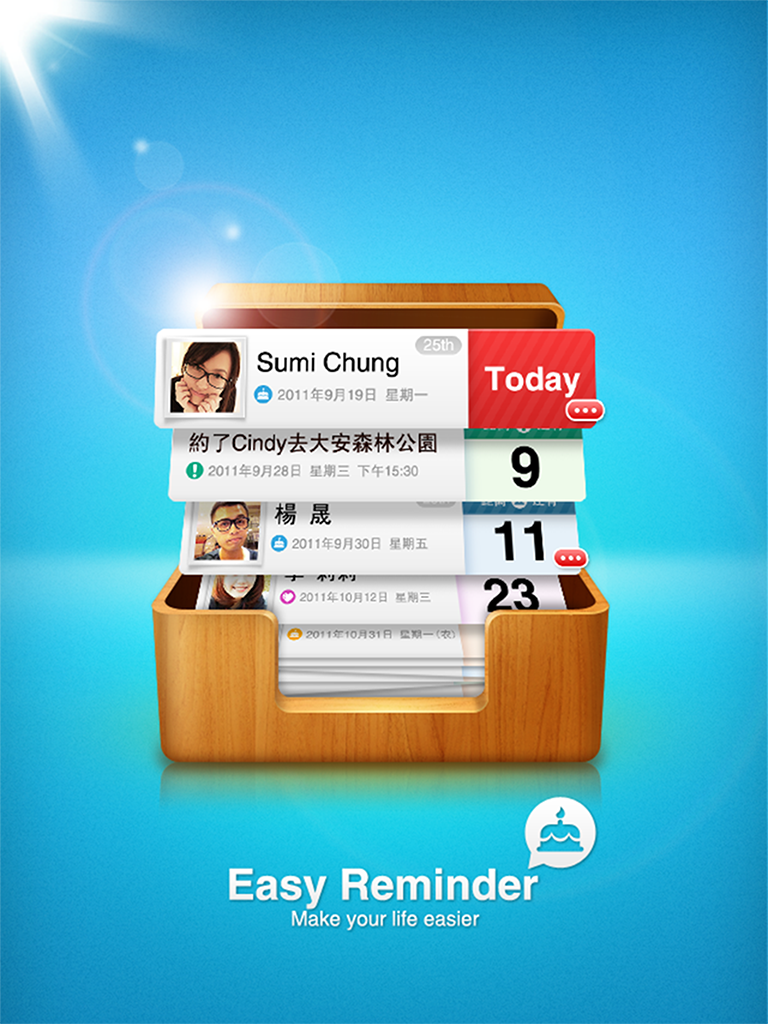 25th
Sumi Chung
2011年9月19日 星期一
Today
約了Cindy去大安森林公園
2011年9月28日 星期三 下午15:30
9
楊 晟
2011年9月30日 星期五
11
2011年10月12日 星期三
23
2011年10月31日 星期一(農)
Easy Reminder
Make your life easier